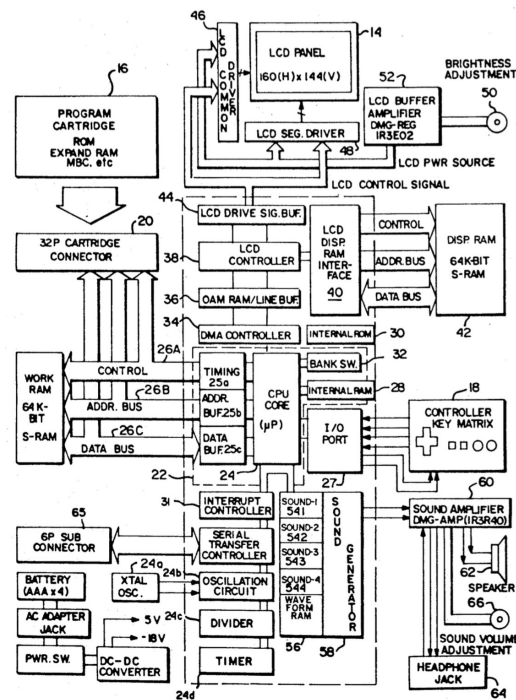 46
LCD COMMON
DRIVER
LCD PANEL
160(H)×144(V)
14
52
LCD BUFFER
AMPLIFIER
DMG-REG
IR3E02
BRIGHTNESS
ADJUSTMENT
50
16
PROGRAM
CARTRIDGE
ROM
EXPAND RAM
MBC. etc
LCD SEG. DRIVER
48
LCD PWR SOURCE
LCD CONTROL SIGNAL
20
32P CARTRIDGE
CONNECTOR
44
LCD DRIVE SIG. BUF.
38
LCD
CONTROLLER
LCD
DISP.
RAM
INTERFACE
40
CONTROL
ADDR. BUS
DATA BUS
DISP. RAM
64K-BIT
S-RAM
42
36
OAM RAM/LINE BUF.
34
DMA CONTROLLER
INTERNAL ROM
30
26A
CONTROL
26B
ADDR. BUS
26C
DATA BUS
WORK
RAM
64K-
BIT
S-RAM
TIMING
25a
ADDR.
BUF. 25b
DATA
BUF. 25c
CPU
CORE
(μP)
BANK SW.
32
INTERNAL RAM
28
I/O
PORT
27
18
CONTROLLER
KEY MATRIX
22
24
31
INTERRUPT
CONTROLLER
65
6P SUB
CONNECTOR
SERIAL
TRANSFER
CONTROLLER
SOUND-1
541
SOUND-2
542
SOUND-3
543
SOUND-4
544
WAVE
FORM RAM
56
SOUND
GENERATOR
58
60
SOUND AMPLIFIER
DMG-AMP(IR3R40)
62
SPEAKER
66
SOUND VOLUME
ADJUSTMENT
HEADPHONE
JACK
64
24a
XTAL
OSC.
24b
OSCILLATION
CIRCUIT
BATTERY
(AAA×4)
AC ADAPTER
JACK
PWR. SW.
5V
-18V
DC-DC
CONVERTER
24c
DIVIDER
TIMER
24d